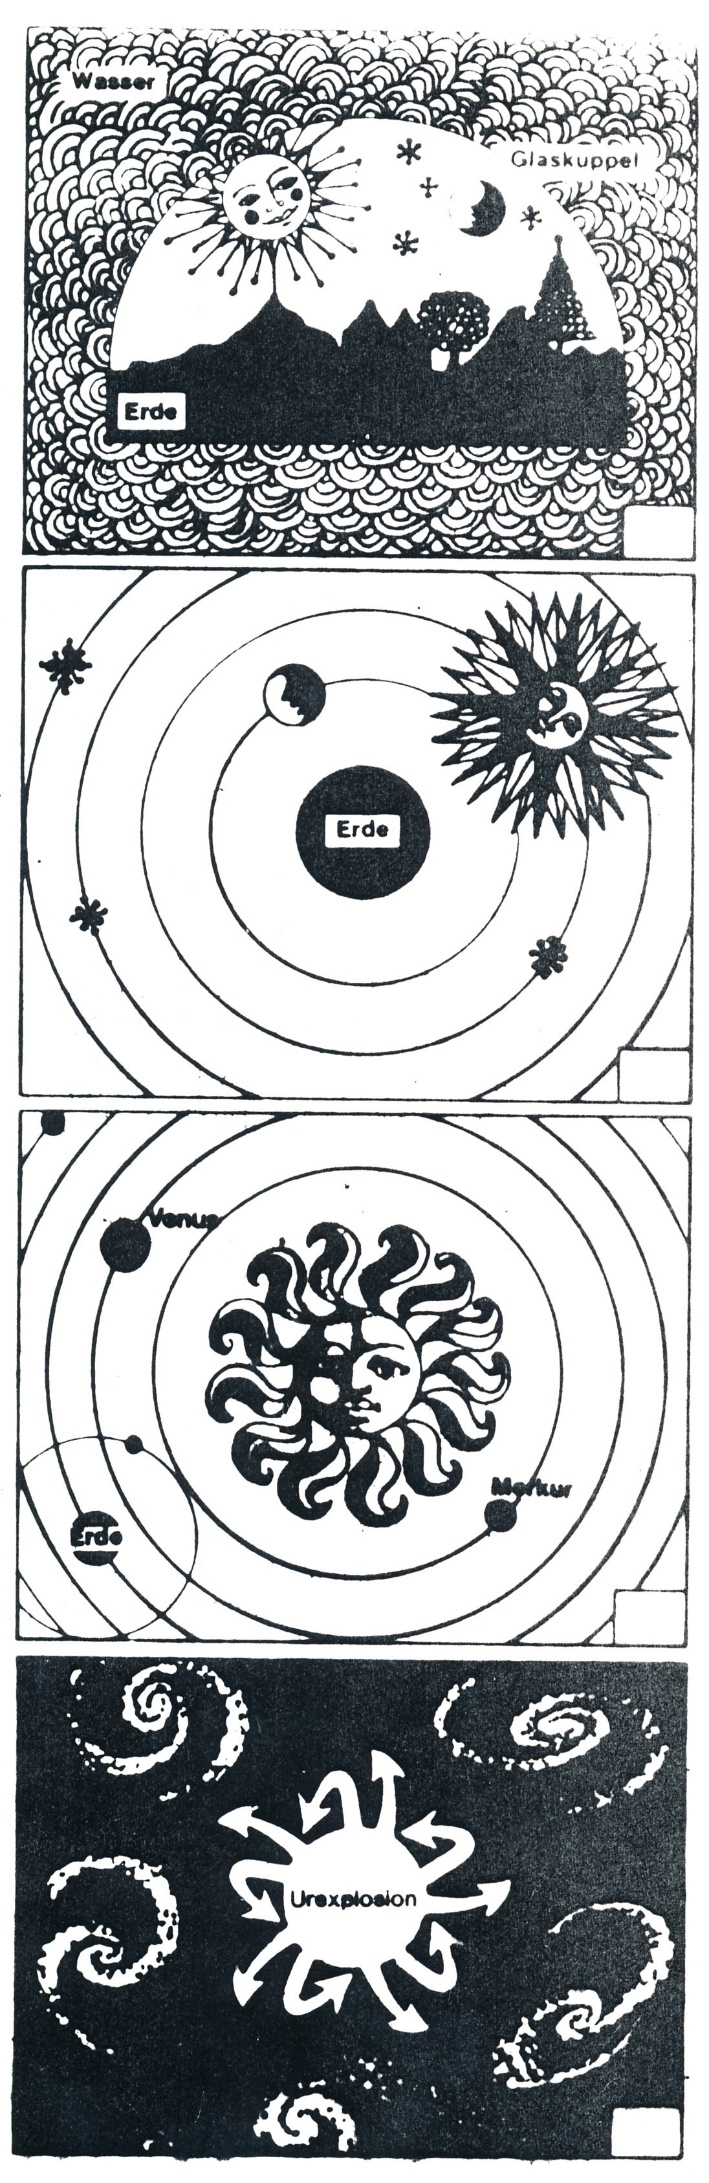 Wasser
Glaskuppel
Erde
Erde
Venus
Merkur
Erde
Urexplosion